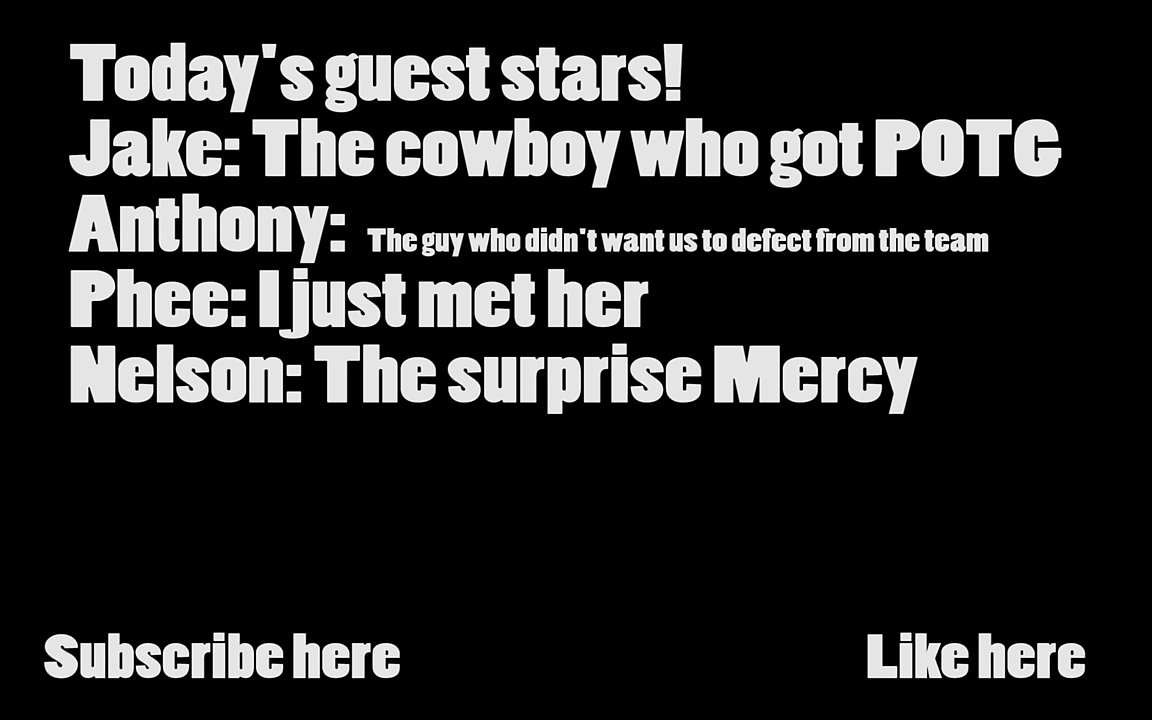 Today's guest stars!
Jake: The cowboy who got POTG
Anthony: The guy who didn't want us to defect from the team
Phee: I just met her
Nelson: The surprise Mercy
Subscribe here
Like here